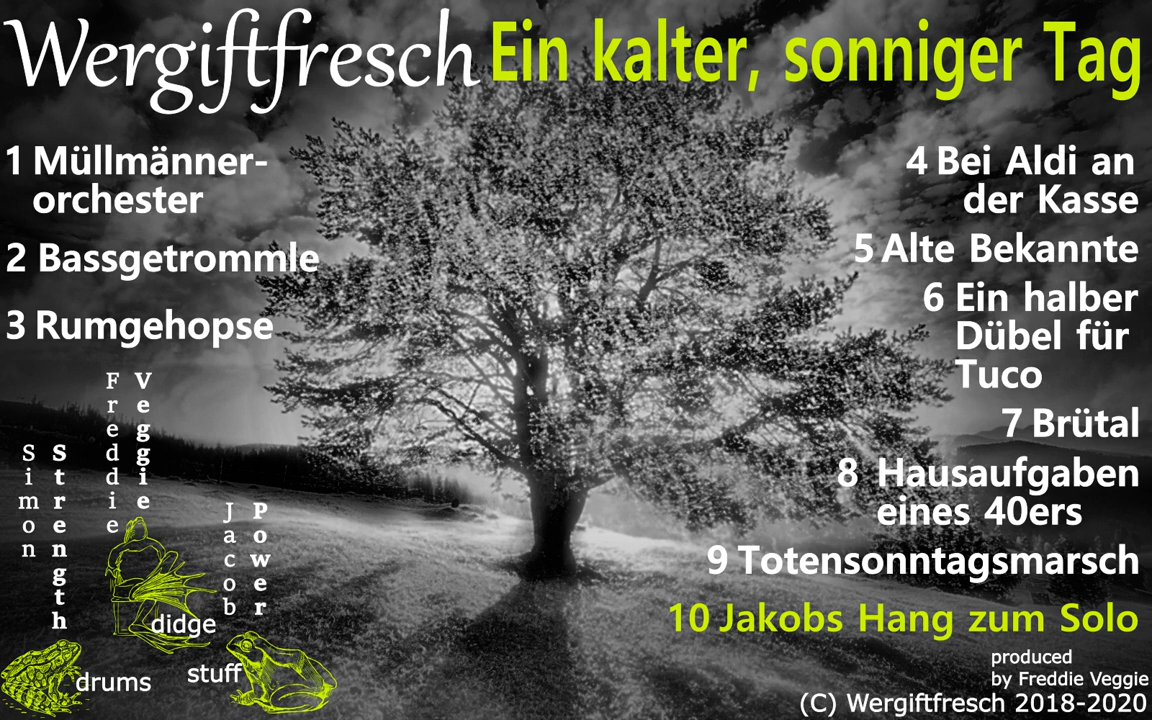 Wergiftfresch Ein kalter, sonniger Tag
1 Müllmänner-
orchester
2 Bassgetrommle
3 Rumgehopse
4 Bei Aldi an
der Kasse
5 Alte Bekannte
6 Ein halber
Dübel für
Tuco
7 Brütal
8 Hausaufgaben
eines 40ers
9 Totensonntagsmarsch
10 Jakobs Hang zum Solo
Simon
Strength
drums
Freddie
Veggie
didge
Jacob
Power
stuff
produced
by Freddie Veggie
(C) Wergiftfresch 2018-2020